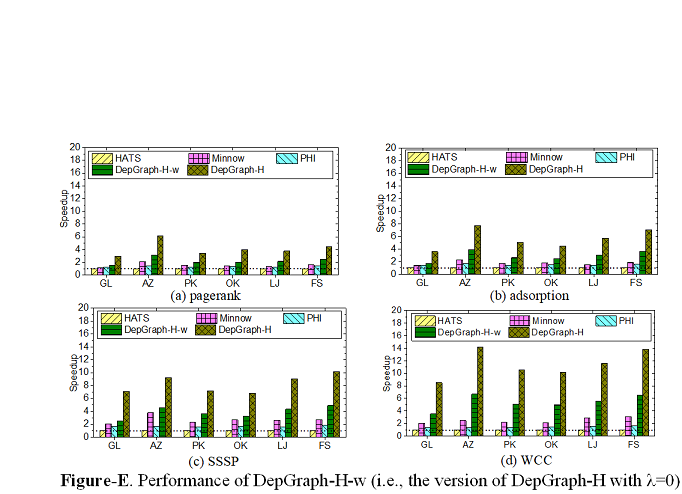 20
18
16
14
12
10
8
6
4
2
0
Speedup
HATS Minnow PHI
DepGraph-H-w DepGraph-H
GL AZ PK OK LJ FS
(a) pagerank
20
18
16
14
12
10
8
6
4
2
0
Speedup
HATS Minnow PHI
DepGraph-H-w DepGraph-H
GL AZ PK OK LJ FS
(b) adsorption
20
18
16
14
12
10
8
6
4
2
0
Speedup
HATS Minnow PHI
DepGraph-H-w DepGraph-H
GL AZ PK OK LJ FS
(c) SSSP
20
18
16
14
12
10
8
6
4
2
0
Speedup
HATS Minnow PHI
DepGraph-H-w DepGraph-H
GL AZ PK OK LJ FS
(d) WCC
Figure-E. Performance of DepGraph-H-w (i.e., the version of DepGraph-H with λ=0)